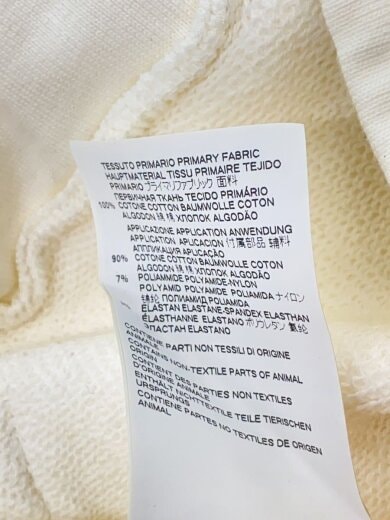 TESSUTO PRIMARIO PRIMARY FABRIC
HAUPTMATERIAL TISSU PRIMAIRE TEJIDO
PRIMARIO プライマリファブリック 面料
ПЕРВИЧНАЯ ТКАНЬ TECIDO PRIMÁRIO
100% COTONE COTTON BAUMWOLLE COTON
ALGODON 綿 棉 ХЛОПОК ALGODÃO
APPLICAZIONE APPLICATION ANWENDUNG
APPLICATION APLICACION 付属部品 辅料
АППЛИКАЦИЯ APLICAÇÃO
90% COTONE COTTON BAUMWOLLE COTON
ALGODON 綿 棉 ХЛОПОК ALGODÃO
7% POLIAMMIDE POLYAMIDE-NYLON
POLYAMID POLYAMIDE POLIAMIDA ナイロン
锦纶 ПОЛИАМИД POLIAMIDA
ELASTAN ELASTANE-SPANDEX ELASTHAN
ÉLASTHANNE ELASTANO ポリウレタン 氨纶
ЭЛАСТАН ELASTANO
CONTIENE PARTI NON TESSILI DI ORIGINE
ANIMALE
CONTAINS NON-TEXTILE PARTS OF ANIMAL
ORIGIN
CONTIENT DES PARTIES NON TEXTILES
D'ORIGINE ANIMALE
ENTHÄLT NICHTTEXTILE TEILE TIERISCHEN
URSPRUNGS
CONTIENE PARTES NO TEXTILES DE ORIGEN
ANIMAL